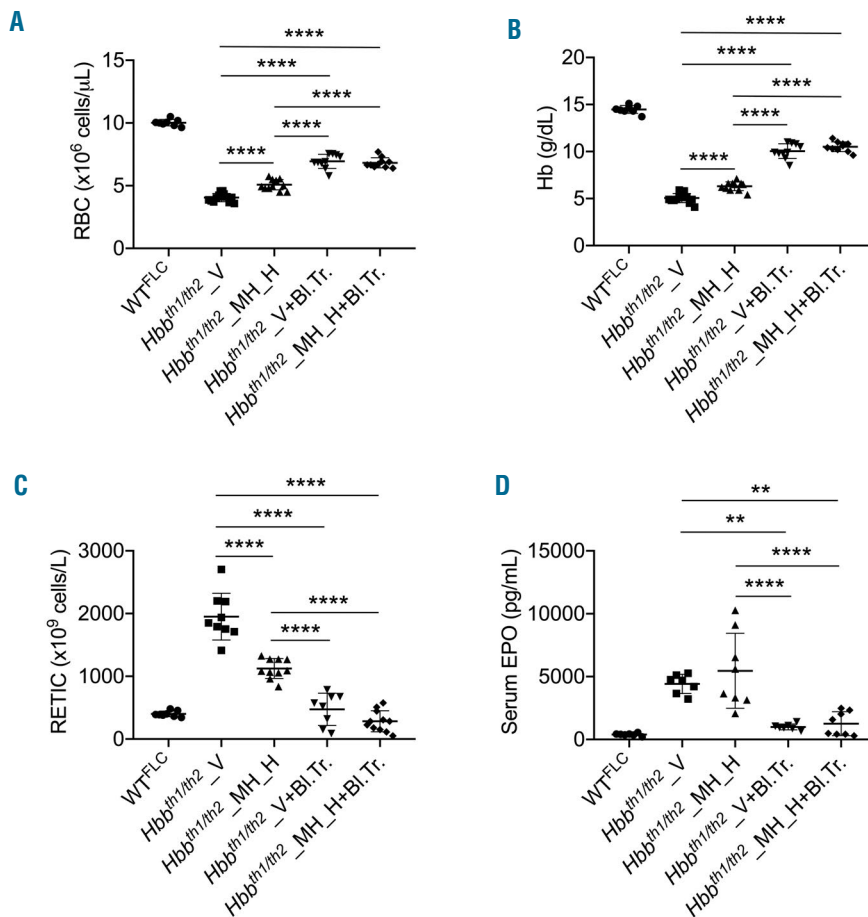 A
RBC (x10⁶ cells/µL)
15
10
5
0
****
****
****
****
****
WT^FLC
Hbb^th1/th2_V
Hbb^th1/th2_MH_H
Hbb^th1/th2_V+Bl.Tr.
Hbb^th1/th2_MH_H+Bl.Tr.
B
Hb (g/dL)
20
15
10
5
0
****
****
****
****
****
WT^FLC
Hbb^th1/th2_V
Hbb^th1/th2_MH_H
Hbb^th1/th2_V+Bl.Tr.
Hbb^th1/th2_MH_H+Bl.Tr.
C
RETIC (x10⁹ cells/L)
3000
2000
1000
0
****
****
****
****
****
WT^FLC
Hbb^th1/th2_V
Hbb^th1/th2_MH_H
Hbb^th1/th2_V+Bl.Tr.
Hbb^th1/th2_MH_H+Bl.Tr.
D
Serum EPO (pg/mL)
15000
10000
5000
0
**
**
****
****
WT^FLC
Hbb^th1/th2_V
Hbb^th1/th2_MH_H
Hbb^th1/th2_V+Bl.Tr.
Hbb^th1/th2_MH_H+Bl.Tr.